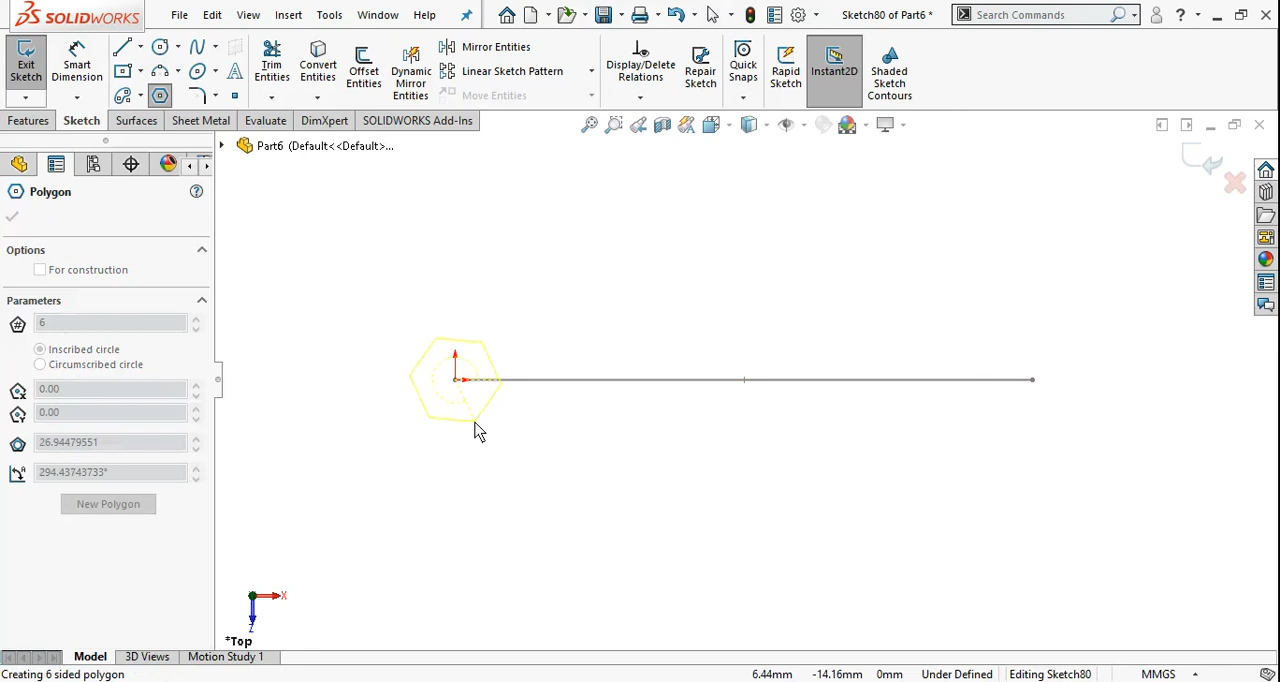 SOLIDWORKS File Edit View Insert Tools Window Help Sketch80 of Part6 * Search Commands ?
Exit Sketch
Smart Dimension
Trim Entities
Convert Entities
Offset Entities
Dynamic Mirror Entities
Mirror Entities
Linear Sketch Pattern
Move Entities
Display/Delete Relations
Repair Sketch
Quick Snaps
Rapid Sketch
Instant2D
Shaded Sketch Contours
Features Sketch Surfaces Sheet Metal Evaluate DimXpert SOLIDWORKS Add-Ins
Part6 (Default<<Default>...
Polygon
Options
For construction
Parameters
6
Inscribed circle
Circumscribed circle
0.00
0.00
26.94479551
294.43743733°
New Polygon
X
Z
*Top
Model 3D Views Motion Study 1
Creating 6 sided polygon 6.44mm -14.16mm 0mm Under Defined Editing Sketch80 MMGS